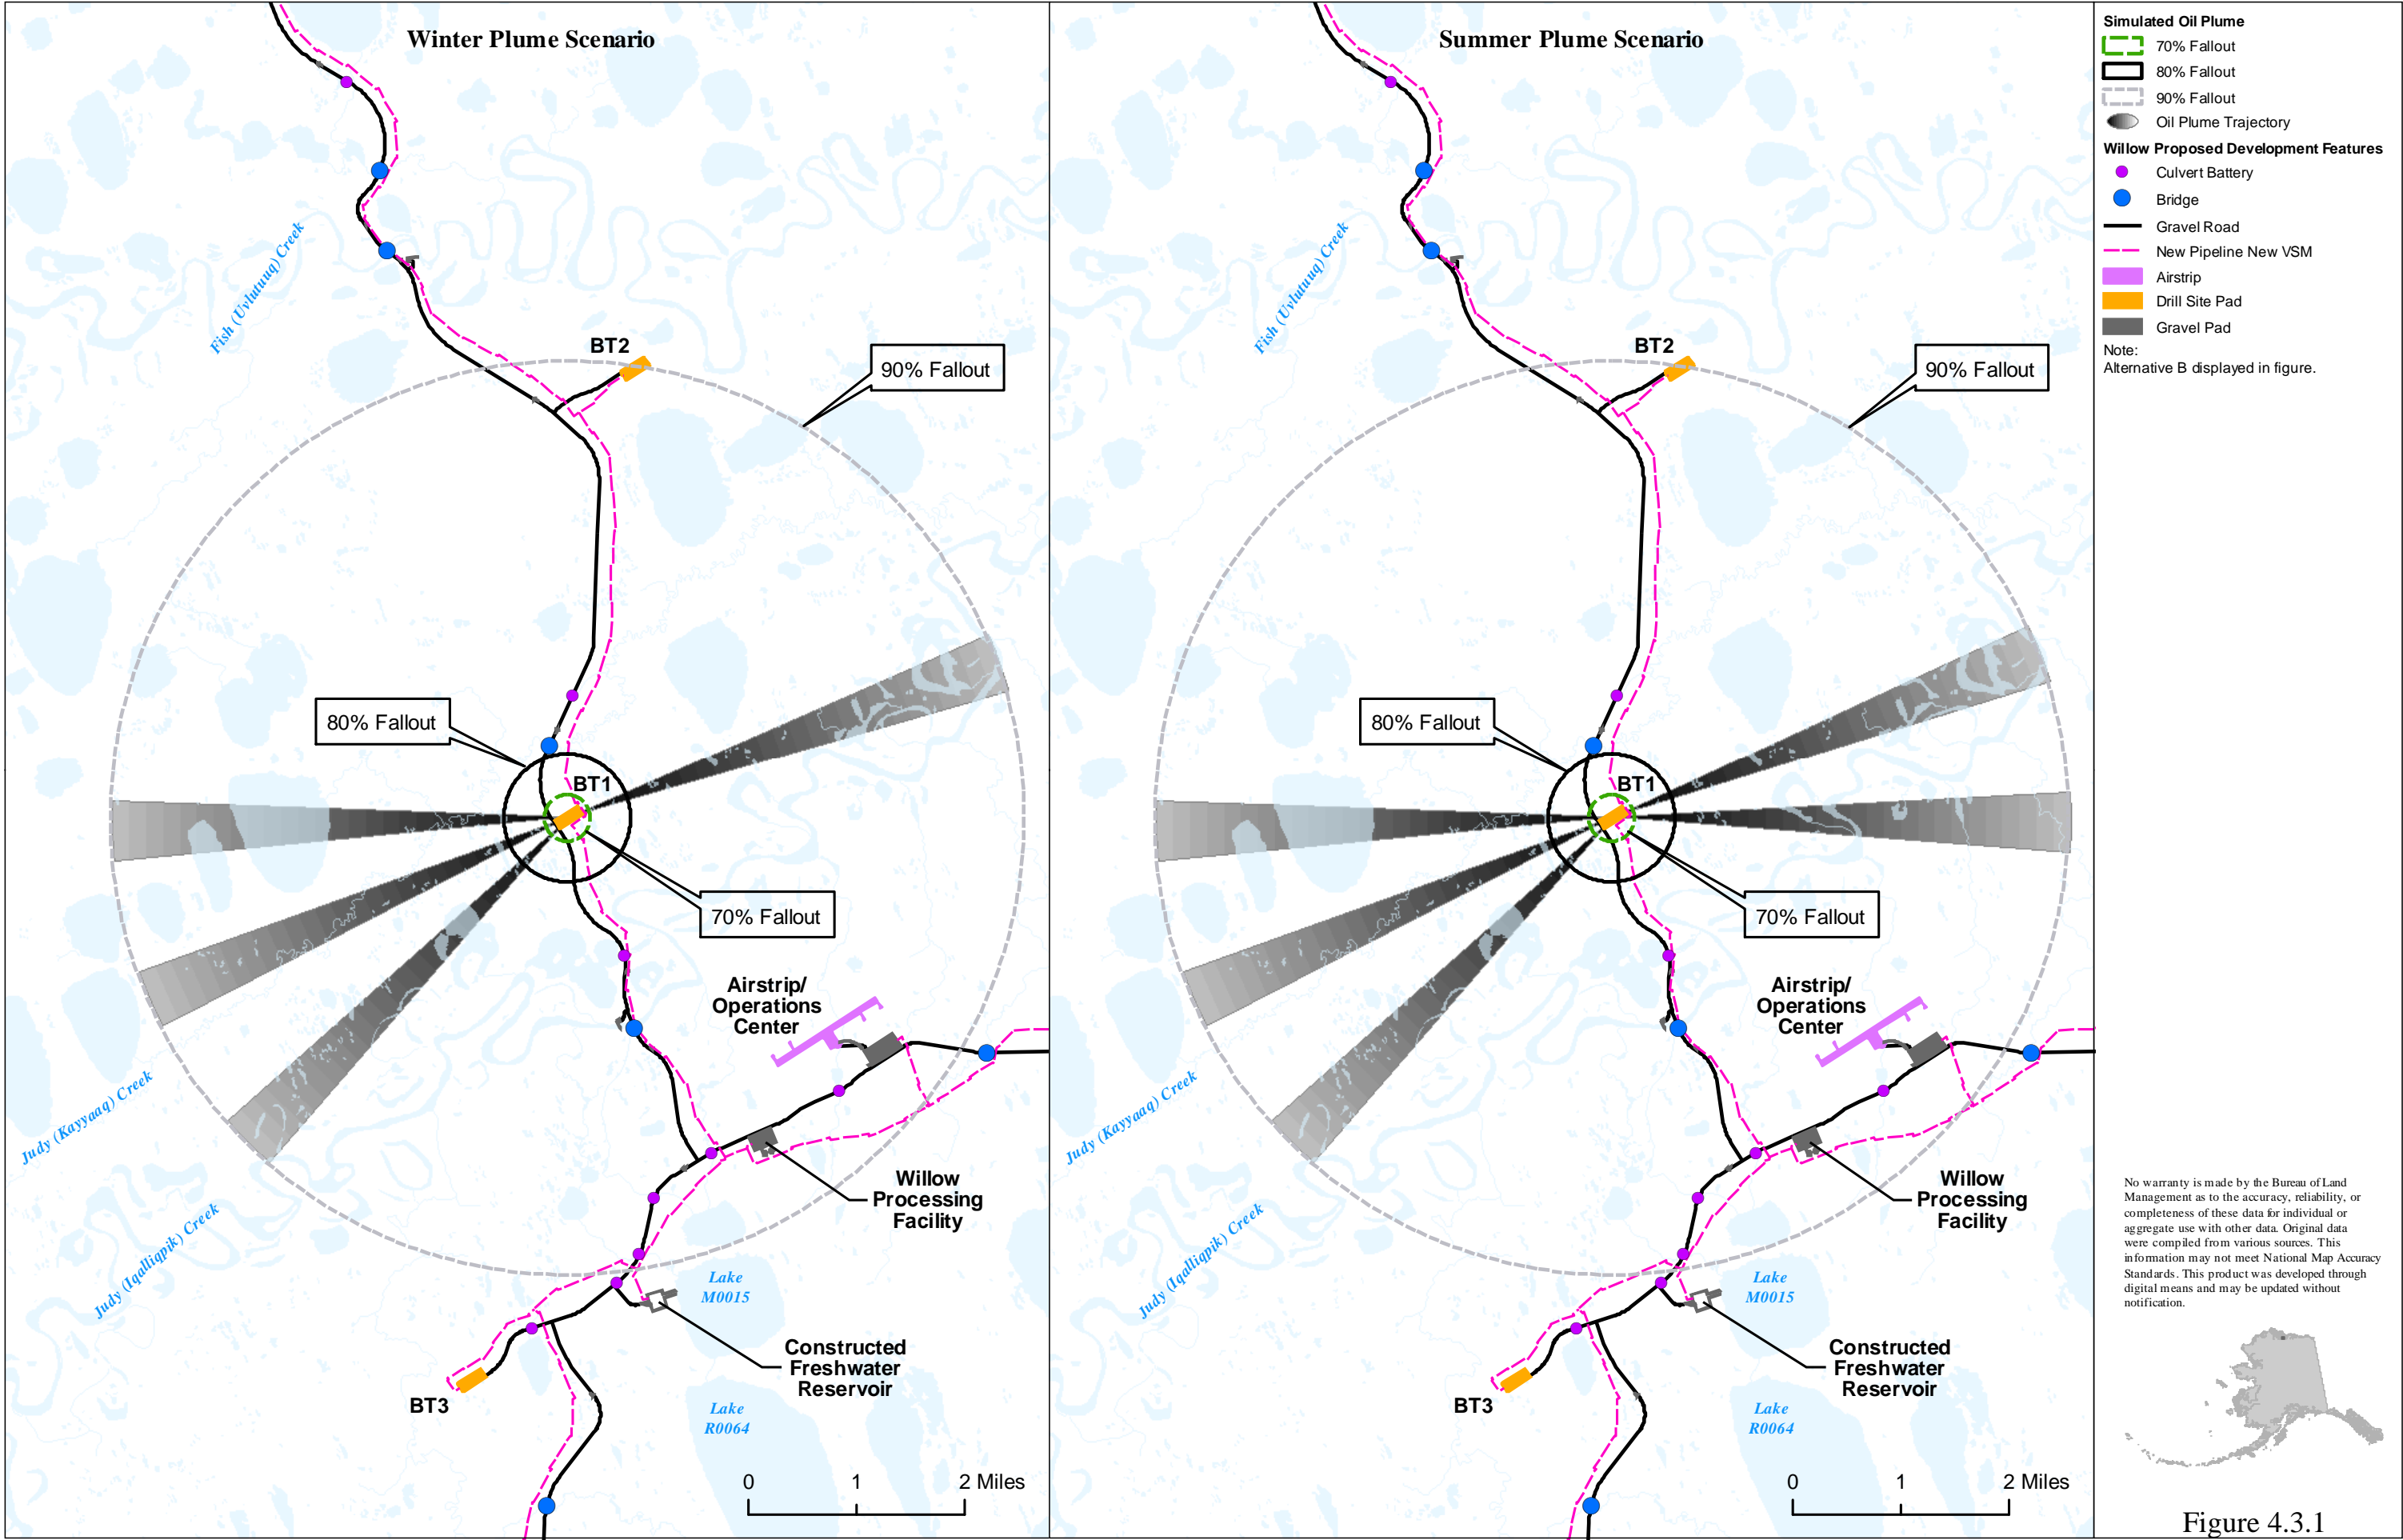 Winter Plume Scenario
Fish (Uvlutuuq) Creek
BT2
90% Fallout
80% Fallout
BT1
70% Fallout
Airstrip/
Operations
Center
Judy (Kayyaaq) Creek
Willow
Processing
Facility
Judy (Iqalliqpik) Creek
Lake
M0015
Constructed
Freshwater
Reservoir
BT3
Lake
R0064
0 1 2 Miles
Summer Plume Scenario
Fish (Uvlutuuq) Creek
BT2
90% Fallout
80% Fallout
BT1
70% Fallout
Airstrip/
Operations
Center
Judy (Kayyaaq) Creek
Willow
Processing
Facility
Judy (Iqalliqpik) Creek
Lake
M0015
Constructed
Freshwater
Reservoir
BT3
Lake
R0064
0 1 2 Miles
Simulated Oil Plume
70% Fallout
80% Fallout
90% Fallout
Oil Plume Trajectory
Willow Proposed Development Features
Culvert Battery
Bridge
Gravel Road
New Pipeline New VSM
Airstrip
Drill Site Pad
Gravel Pad
Note:
Alternative B displayed in figure.
No warranty is made by the Bureau of Land
Management as to the accuracy, reliability, or
completeness of these data for individual or
aggregate use with other data. Original data
were compiled from various sources. This
information may not meet National Map Accuracy
Standards. This product was developed through
digital means and may be updated without
notification.
Figure 4.3.1